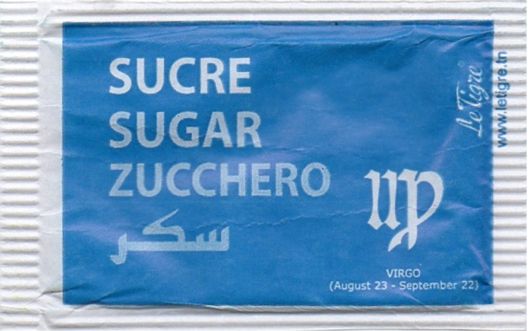 SUCRE
SUGAR
ZUCCHERO
سكر
Le Tigre®
www.letigre.tn
VIRGO
(August 23 - September 22)